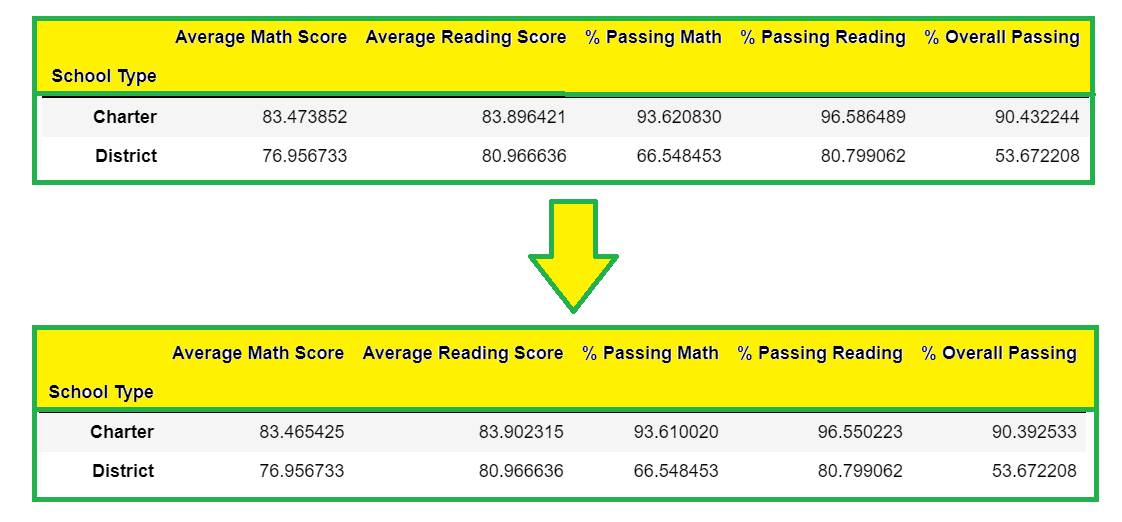 Average Math Score Average Reading Score % Passing Math % Passing Reading % Overall Passing
School Type
Charter 83.473852 83.896421 93.620830 96.586489 90.432244
District 76.956733 80.966636 66.548453 80.799062 53.672208
Average Math Score Average Reading Score % Passing Math % Passing Reading % Overall Passing
School Type
Charter 83.465425 83.902315 93.610020 96.550223 90.392533
District 76.956733 80.966636 66.548453 80.799062 53.672208